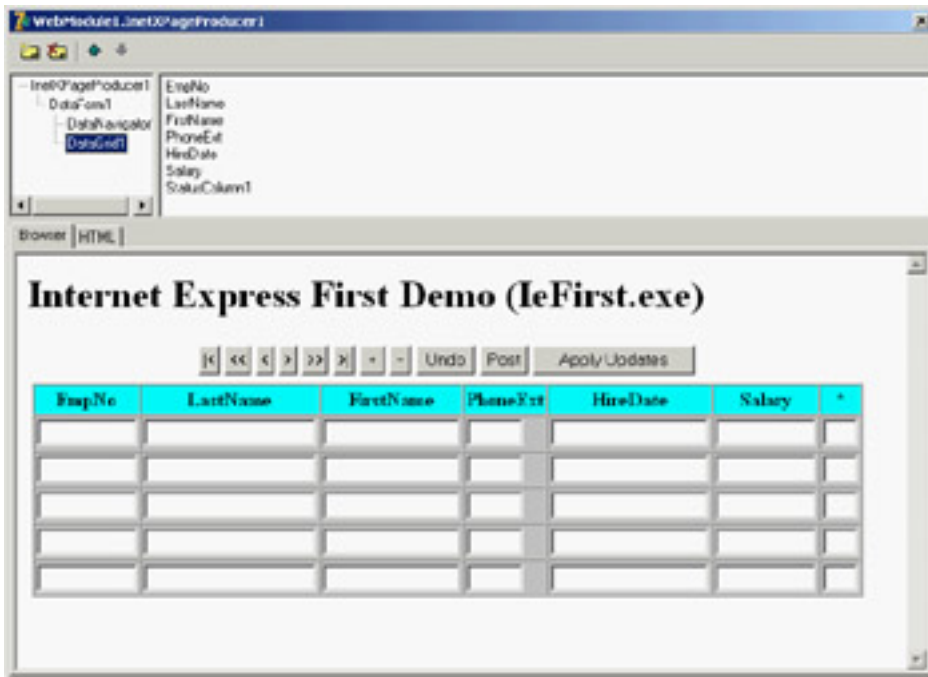 WebModule1.InetXPageProducer1
InetXPageProducer1
DataForm1
DataNavigator
DataGrid1
EmpNo
LastName
FirstName
PhoneExt
HireDate
Salary
StatusColumn1
Browser HTML
Internet Express First Demo (IeFirst.exe)
|< << < > >> >| + - Undo Post Apply Updates
EmpNo LastName FirstName PhoneExt HireDate Salary *